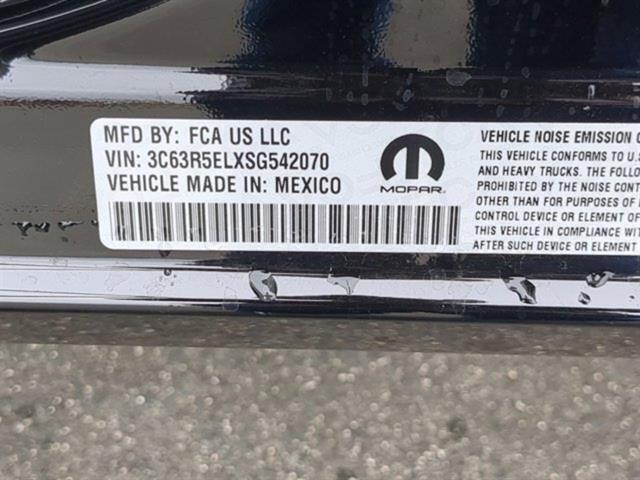 MFD BY: FCA US LLC
VIN: 3C63R5ELXSG542070
VEHICLE MADE IN: MEXICO
MOPAR
VEHICLE NOISE EMISSION
THIS VEHICLE CONFORMS TO
AND HEAVY TRUCKS. THE FOLLOW
PROHIBITED BY THE NOISE CONT
OTHER THAN FOR PURPOSES OF
CONTROL DEVICE OR ELEMENT OF
THIS VEHICLE IN COMPLIANCE WITH
AFTER SUCH DEVICE OR ELEMENT